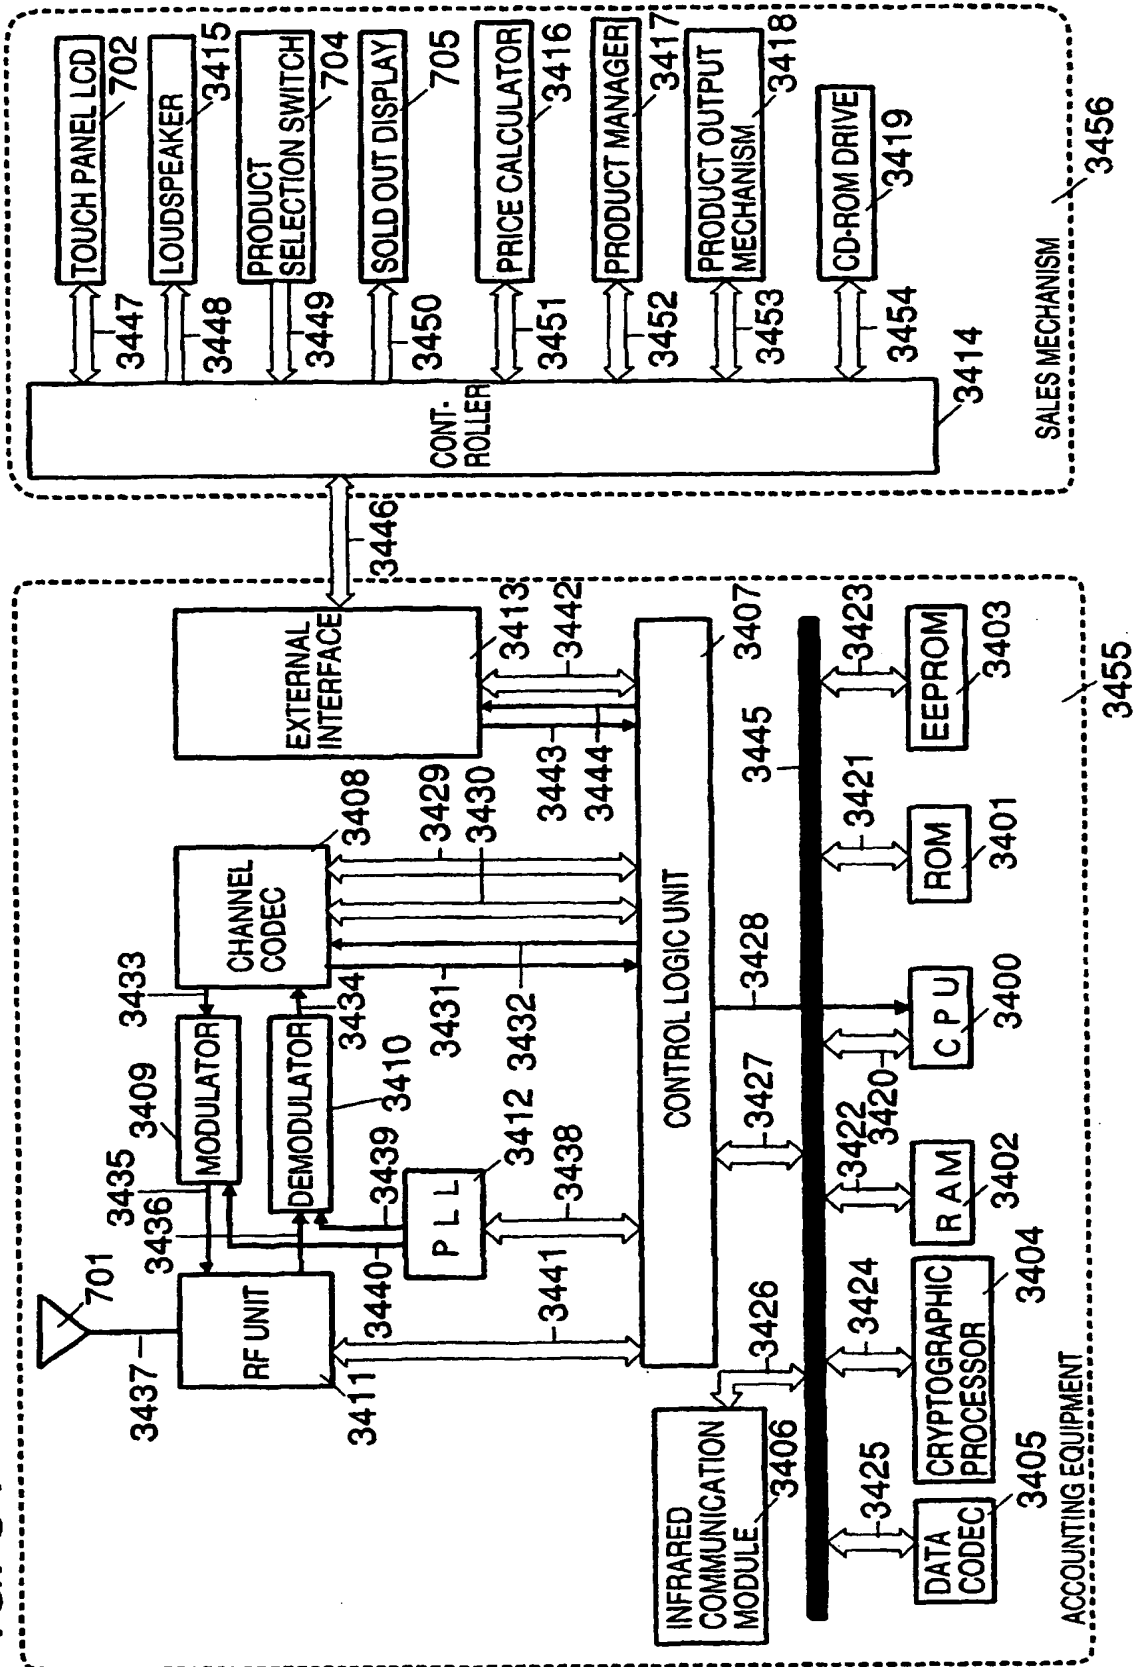 701
3437
RF UNIT
3411
3435
3436
3409
MODULATOR
3433
DEMODULATOR
3434
3410
CHANNEL
CODEC
3408
3440
3439
PLL
3412
3438
3441
3431
3432
3429
3430
EXTERNAL
INTERFACE
3413
3443
3444
3442
3446
CONTROL LOGIC UNIT
3407
INFRARED
COMMUNICATION
MODULE
3406
3426
3427
3428
3445
3425
3424
3422
3420
3421
3423
DATA
CODEC
3405
CRYPTOGRAPHIC
PROCESSOR
3404
RAM
3402
CPU
3400
ROM
3401
EEPROM
3403
ACCOUNTING EQUIPMENT
3455
CONT-
ROLLER
3414
3447
TOUCH PANEL LCD
702
3448
LOUDSPEAKER
3415
3449
PRODUCT
SELECTION SWITCH
704
3450
SOLD OUT DISPLAY
705
3451
PRICE CALCULATOR
3416
3452
PRODUCT MANAGER
3417
3453
PRODUCT OUTPUT
MECHANISM
3418
3454
CD-ROM DRIVE
3419
SALES MECHANISM
3456